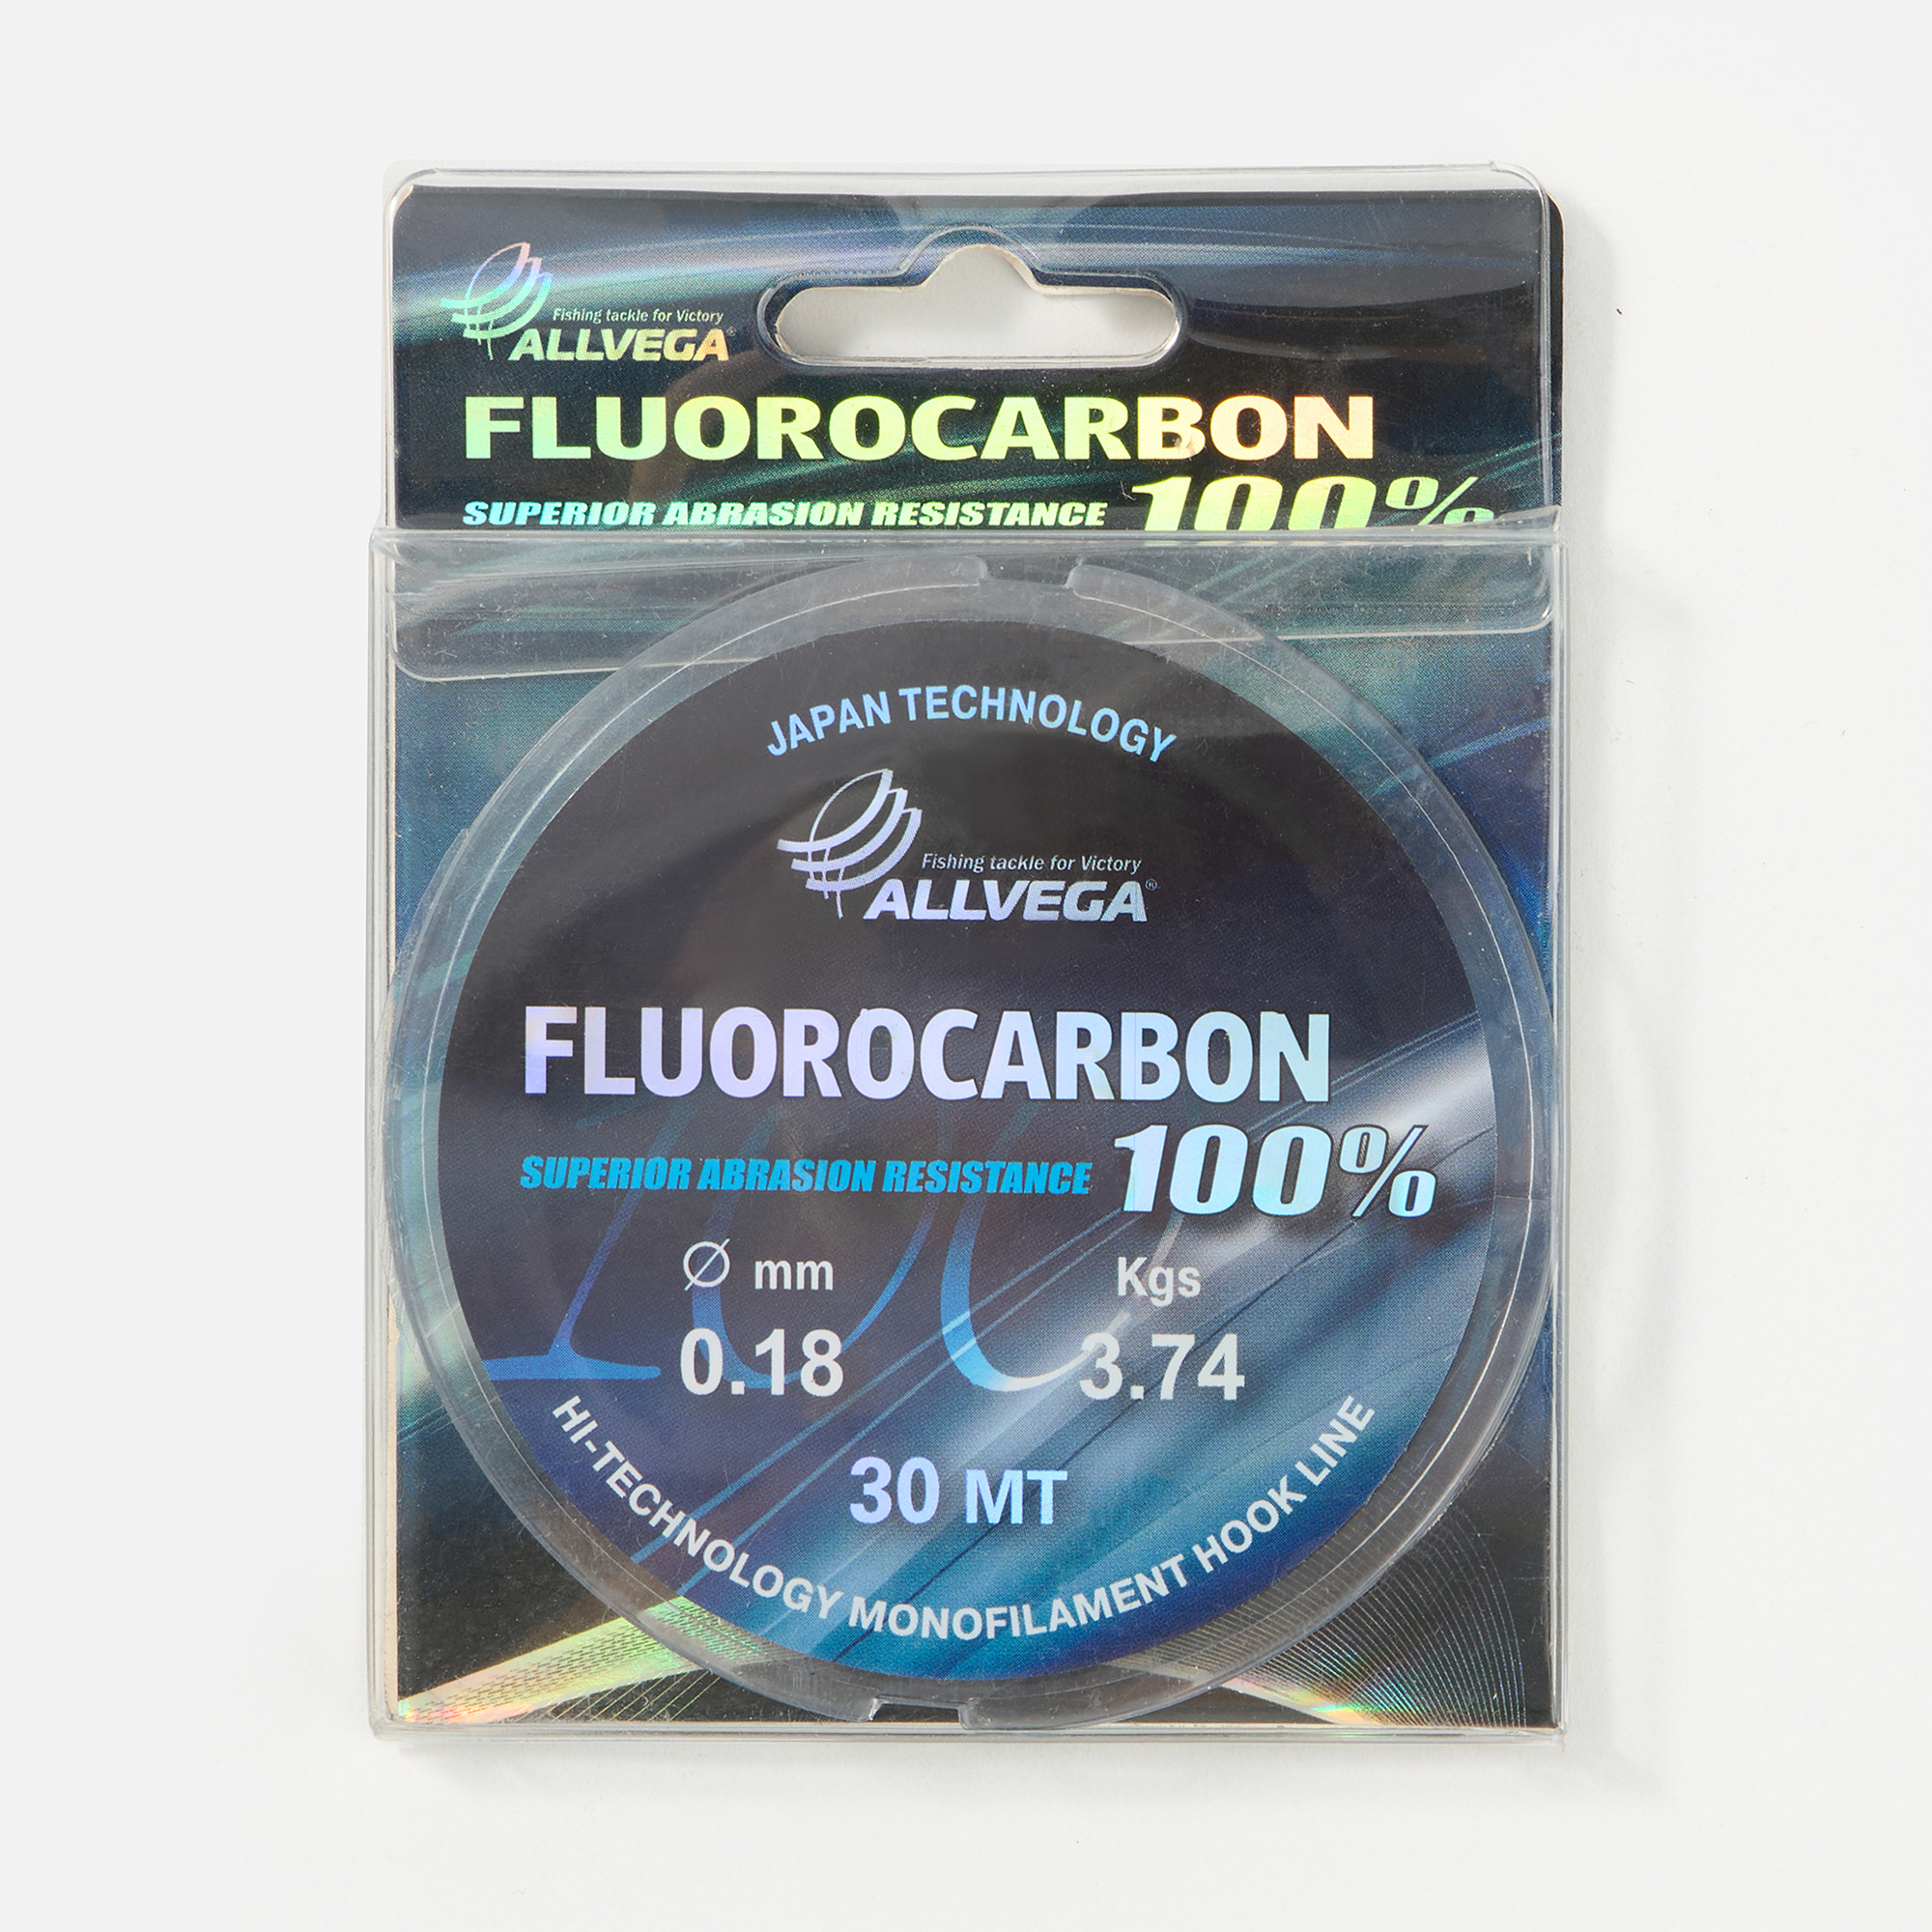 Fishing tackle for Victory
ALLVEGA®
FLUOROCARBON
SUPERIOR ABRASION RESISTANCE 100%
JAPAN TECHNOLOGY
Fishing tackle for Victory
ALLVEGA®
FLUOROCARBON
SUPERIOR ABRASION RESISTANCE 100%
Ø mm Kgs
0.18 3.74
30 MT
HI-TECHNOLOGY MONOFILAMENT HOOK LINE